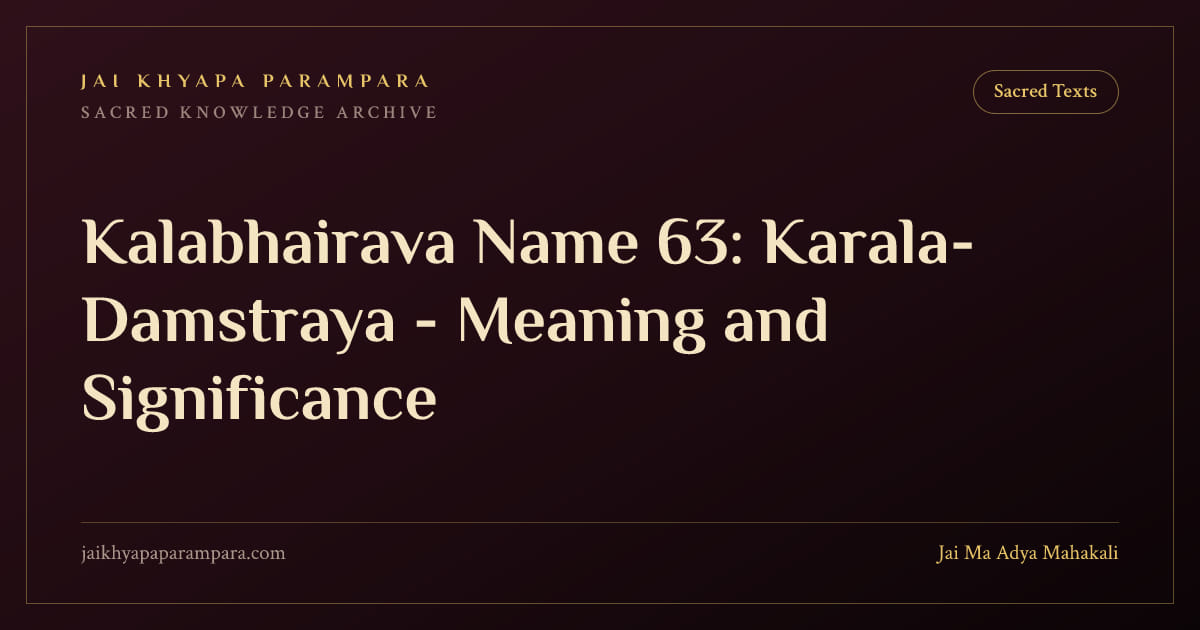 JAI KHYAPA PARAMPARA
SACRED KNOWLEDGE ARCHIVE
Sacred Texts
Kalabhairava Name 63: Karala-
Damstraya - Meaning and
Significance
jaikhyapaparampara.com
Jai Ma Adya Mahakali